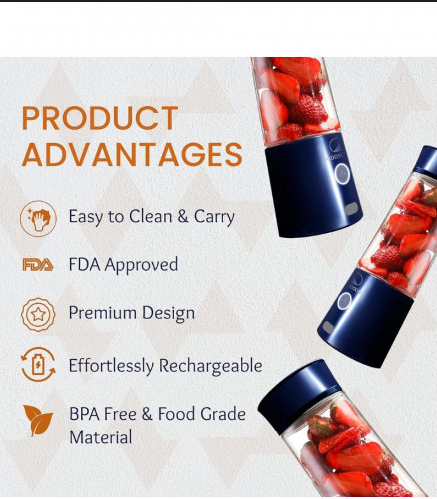 PRODUCT
ADVANTAGES
Easy to Clean & Carry
FDA
FDA Approved
Premium Design
Effortlessly Rechargeable
BPA Free & Food Grade
Material